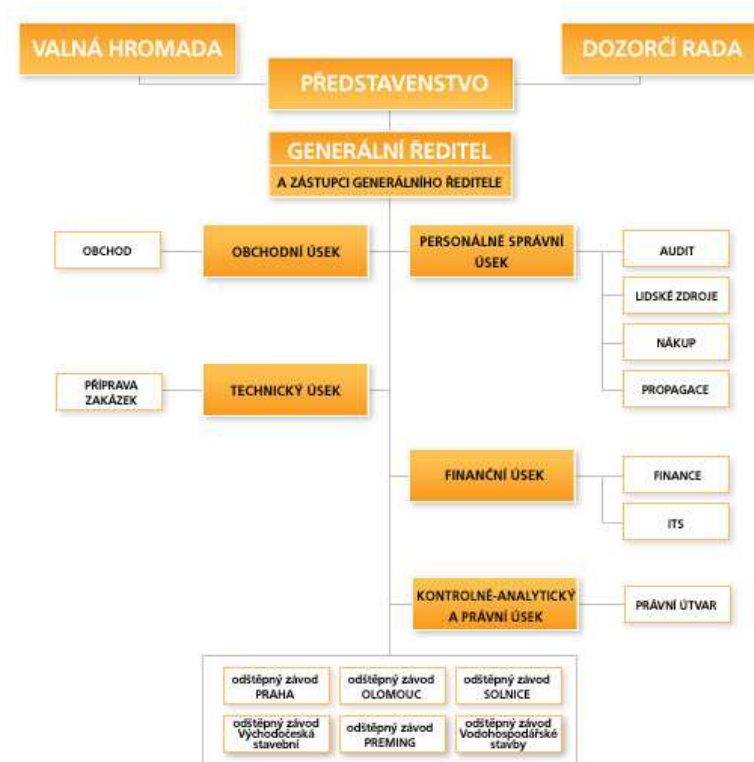 VALNÁ HROMADA
DOZORČÍ RADA
PŘEDSTAVENSTVO
GENERÁLNÍ ŘEDITEL
A ZÁSTUPCI GENERÁLNÍHO ŘEDITELE
OBCHOD
OBCHODNÍ ÚSEK
PERSONÁLNĚ SPRÁVNÍ
ÚSEK
AUDIT
LIDSKÉ ZDROJE
NÁKUP
PROPAGACE
PŘÍPRAVA
ZAKÁZEK
TECHNICKÝ ÚSEK
FINANČNÍ ÚSEK
FINANCE
ITS
KONTROLNĚ-ANALYTICKÝ
A PRÁVNÍ ÚSEK
PRÁVNÍ ÚTVAR
odštěpný závod
PRAHA
odštěpný závod
OLOMOUC
odštěpný závod
SOLNICE
odštěpný závod
Východočeská
stavební
odštěpný závod
PREMING
odštěpný závod
Vodohospodářské
stavby